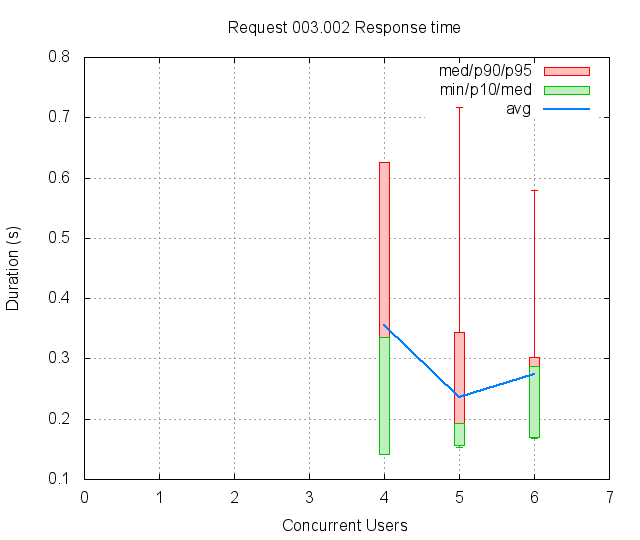 Request 003.002 Response time
0.8
0.7
0.6
0.5
0.4
0.3
0.2
0.1
Duration (s)
med/p90/p95
min/p10/med
avg
0 1 2 3 4 5 6 7
Concurrent Users